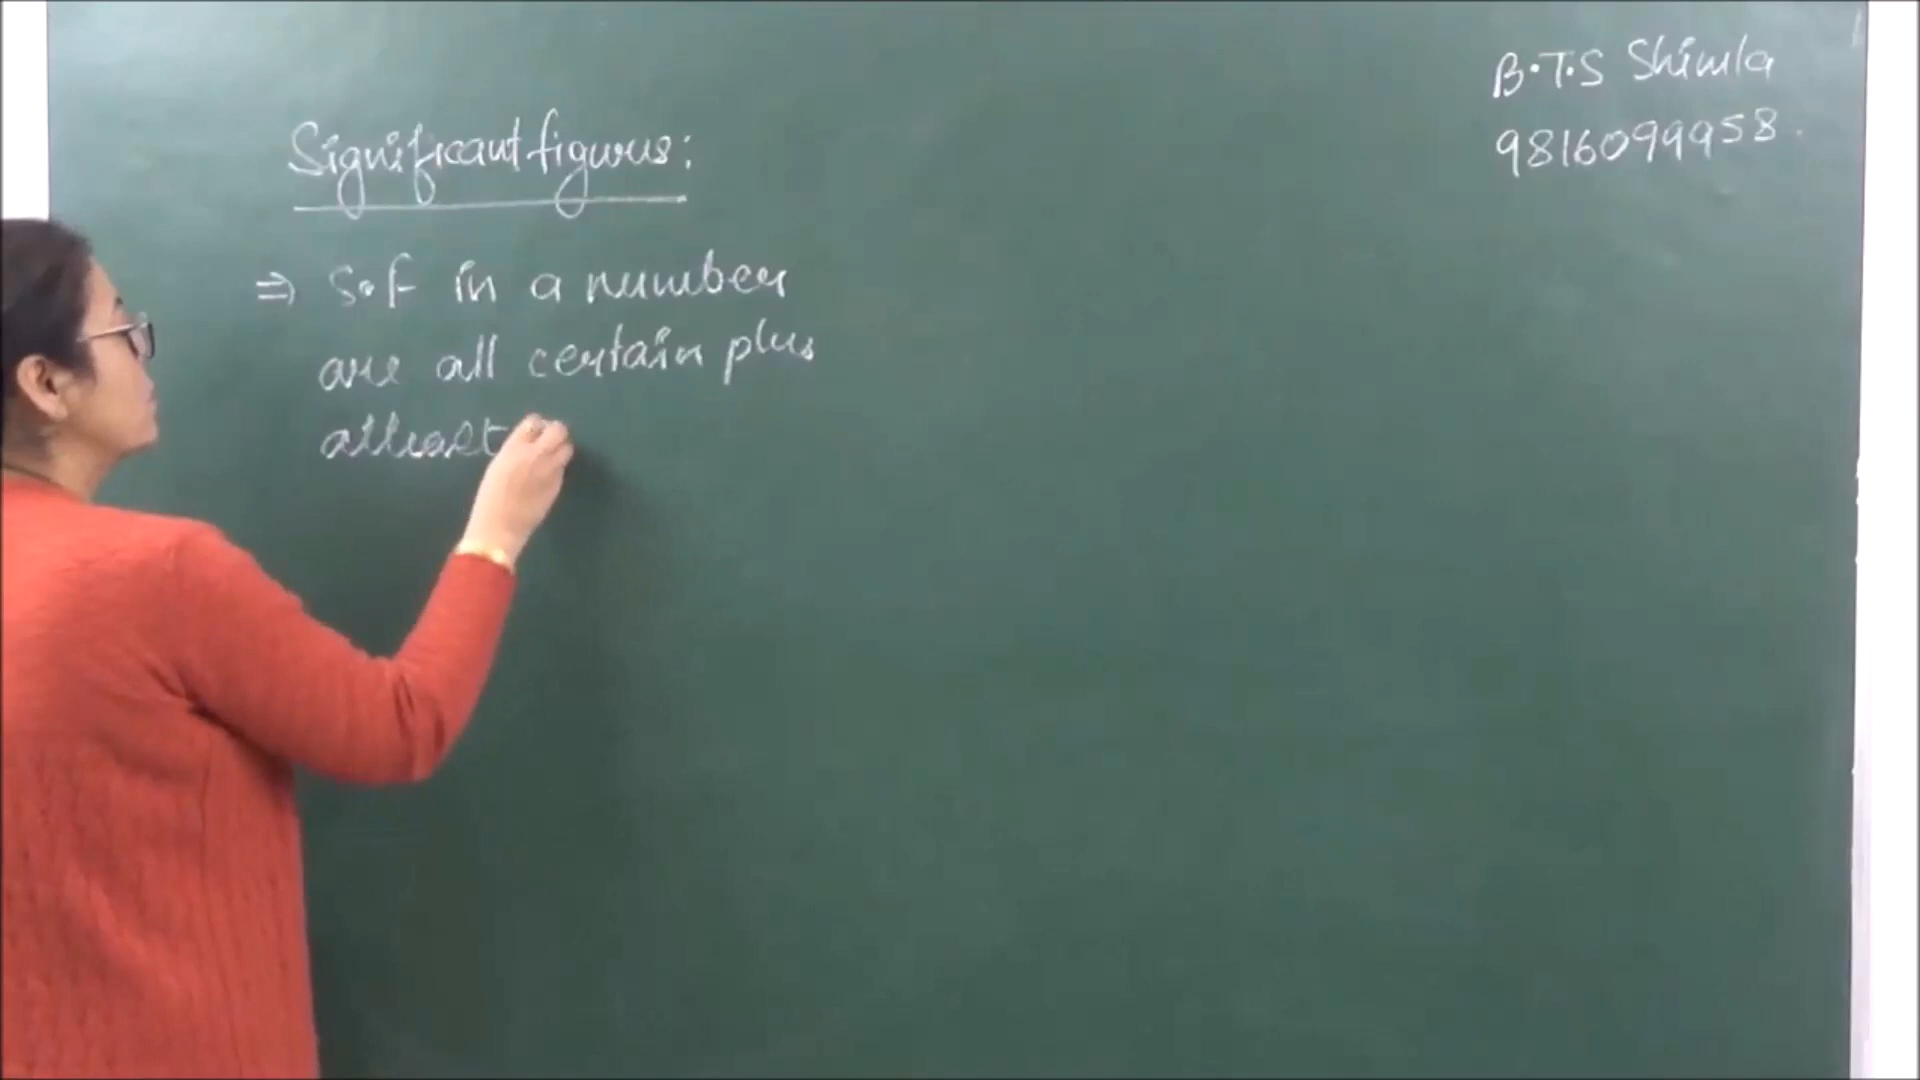 B.T.S Shimla
9816099958.
Significant figures:
⇒ S.F in a number
are all certain plus
atleast